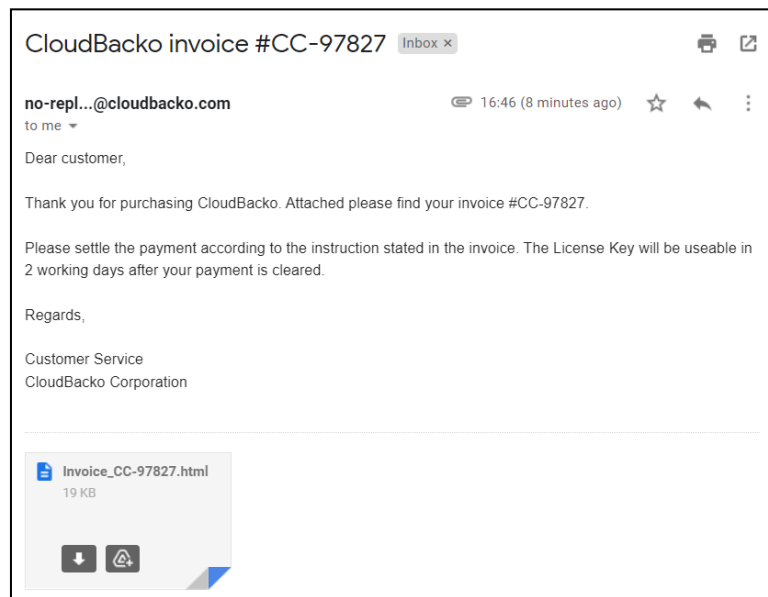 CloudBacko invoice #CC-97827 Inbox ×
no-repl...@cloudbacko.com 16:46 (8 minutes ago)
to me
Dear customer,
Thank you for purchasing CloudBacko. Attached please find your invoice #CC-97827.
Please settle the payment according to the instruction stated in the invoice. The License Key will be useable in
2 working days after your payment is cleared.
Regards,
Customer Service
CloudBacko Corporation
Invoice_CC-97827.html
19 KB